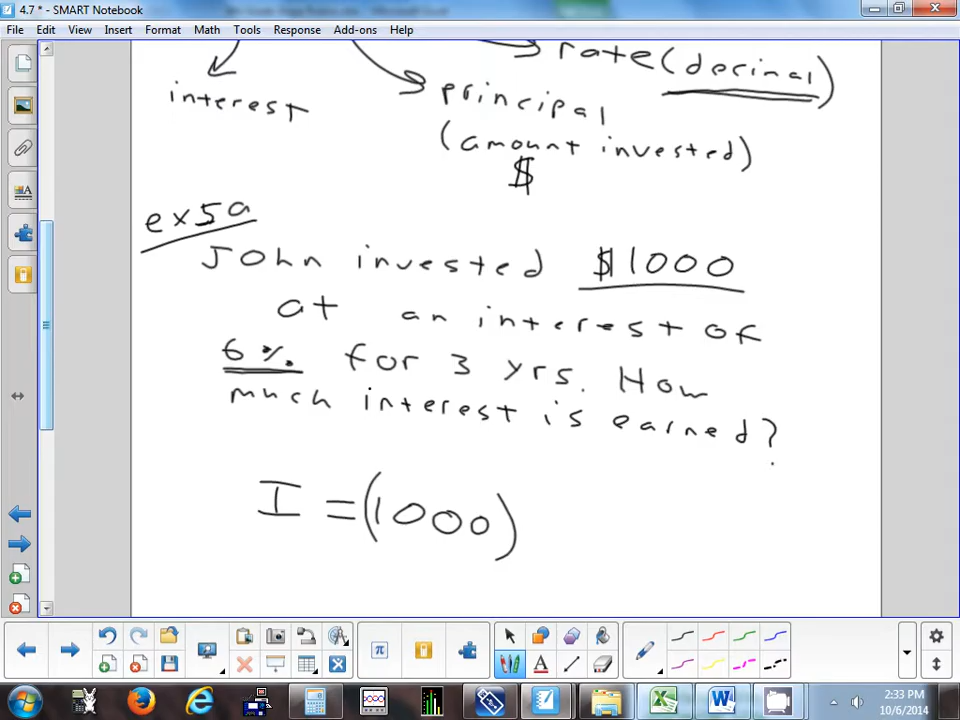 4.7 * - SMART Notebook
File Edit View Insert Format Math Tools Response Add-ons Help
rate (decimal)
interest
principal
(amount invested)
$
ex5a
John invested $1000
at an interest of
6% for 3 yrs. How
much interest is earned?
I = (1000)
2:33 PM
10/6/2014